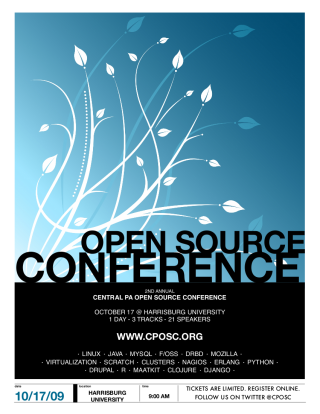 OPEN SOURCE
CONFERENCE
2ND ANNUAL
CENTRAL PA OPEN SOURCE CONFERENCE
OCTOBER 17 @ HARRISBURG UNIVERSITY
1 DAY - 3 TRACKS - 21 SPEAKERS
WWW.CPOSC.ORG
· LINUX · JAVA · MYSQL · F/OSS · DRBD · MOZILLA ·
· VIRTUALIZATION · SCRATCH · CLUSTERS · NAGIOS · ERLANG · PYTHON ·
· DRUPAL · R · MAATKIT · CLOJURE · DJANGO ·
DATE
10/17/09
LOCATION
HARRISBURG
UNIVERSITY
TIME
9:00 AM
TICKETS ARE LIMITED. REGISTER ONLINE.
FOLLOW US ON TWITTER @CPOSC